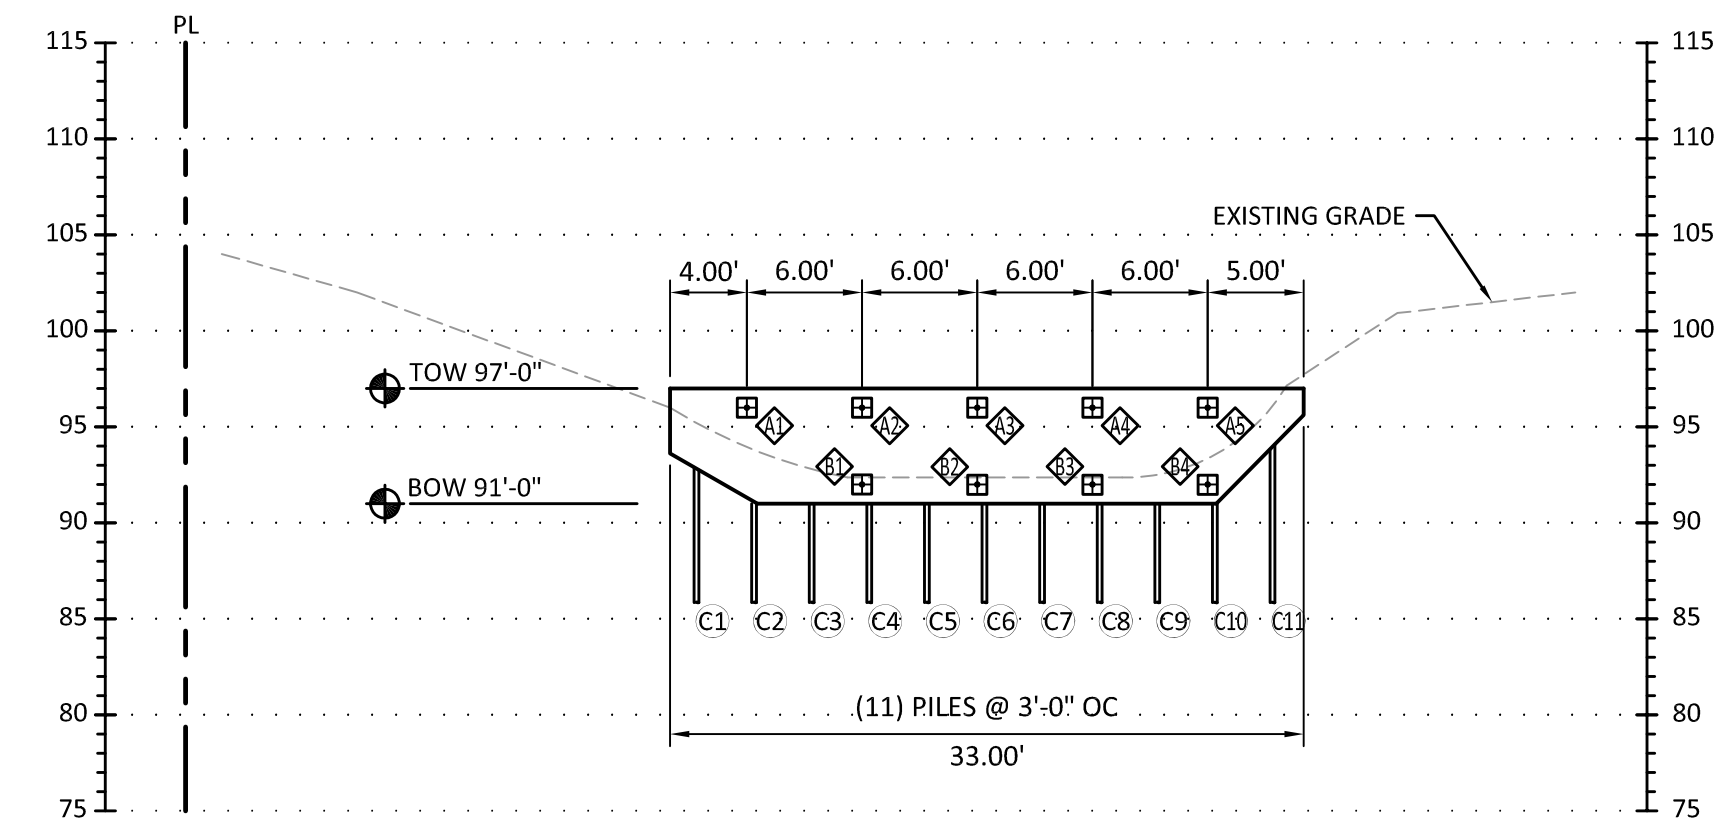 PL
115 115
110 110
EXISTING GRADE
105 105
4.00' 6.00' 6.00' 6.00' 6.00' 5.00'
100 100
TOW 97'-0"
95 95
A1 A2 A3 A4 A5
B1 B2 B3 B4
BOW 91'-0"
90 90
85 85
C1 C2 C3 C4 C5 C6 C7 C8 C9 C10 C11
80 80
(11) PILES @ 3'-0" OC
33.00'
75 75